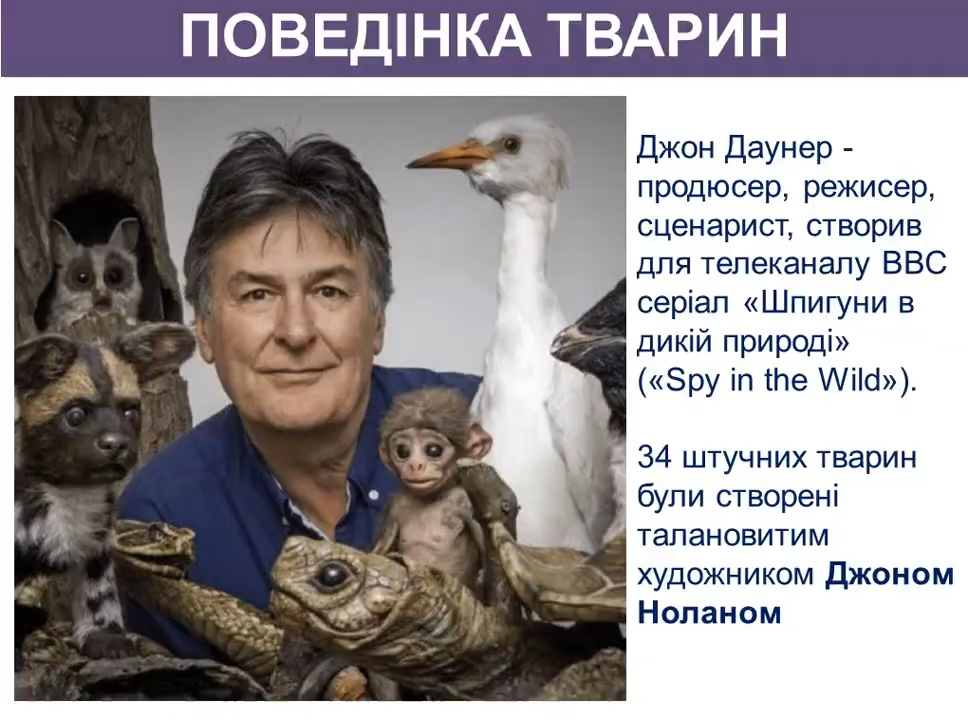 ПОВЕДІНКА ТВАРИН
Джон Даунер -
продюсер, режисер,
сценарист, створив
для телеканалу ВВС
серіал «Шпигуни в
дикій природі»
(«Spy in the Wild»).
34 штучних тварин
були створені
талановитим
художником Джоном
Ноланом